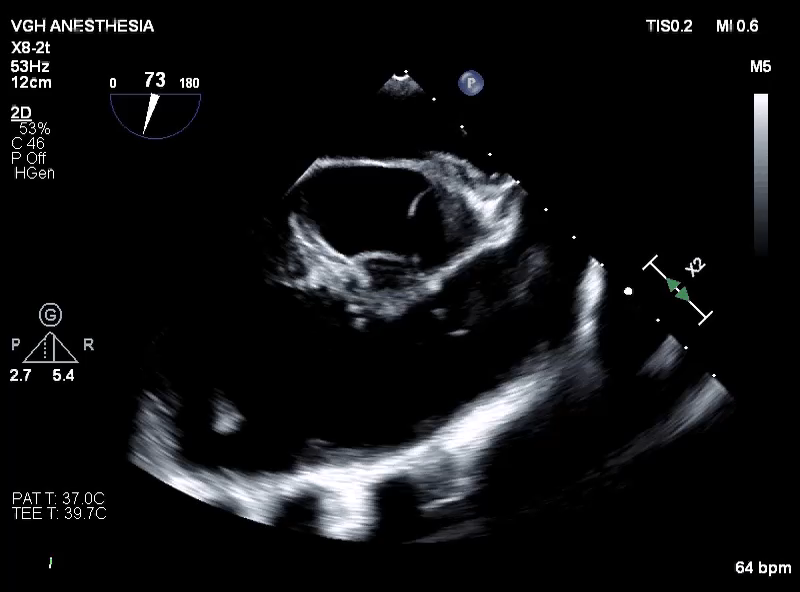 VGH ANESTHESIA
TIS0.2 MI 0.6
X8-2t
53Hz
12cm
M5
0 73 180
P
2D
53%
C 46
P Off
HGen
X2
G
P R
2.7 5.4
PAT T: 37.0C
TEE T: 39.7C
64 bpm